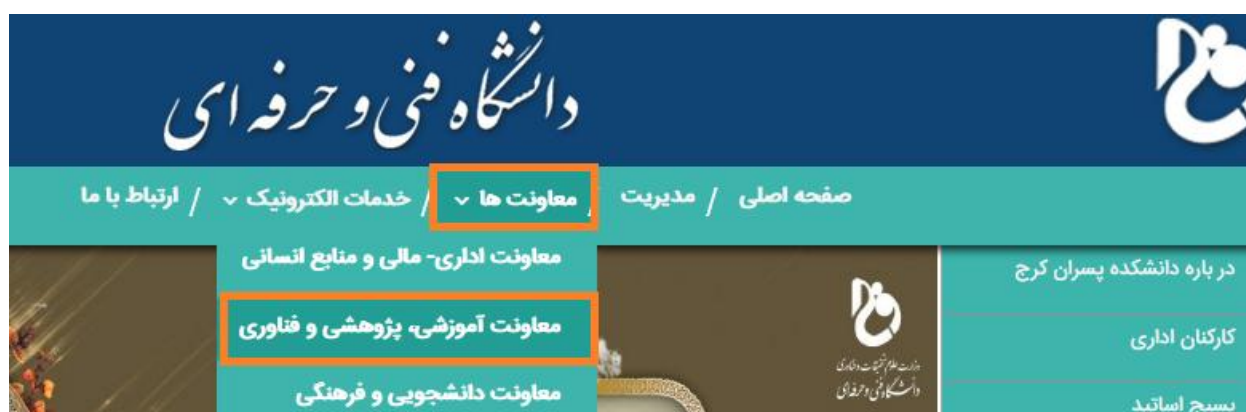 دانشگاه فنی و حرفه ای
صفحه اصلی / مدیریت / معاونت ها / خدمات الکترونیک / ارتباط با ما
معاونت اداری- مالی و منابع انسانی
معاونت آموزشی، پژوهشی و فناوری
معاونت دانشجویی و فرهنگی
وزارت علوم تحقیقات و فناوری
دانشگاه فنی و حرفه‌ای
در باره دانشکده پسران کرج
کارکنان اداری
بسیج اساتید